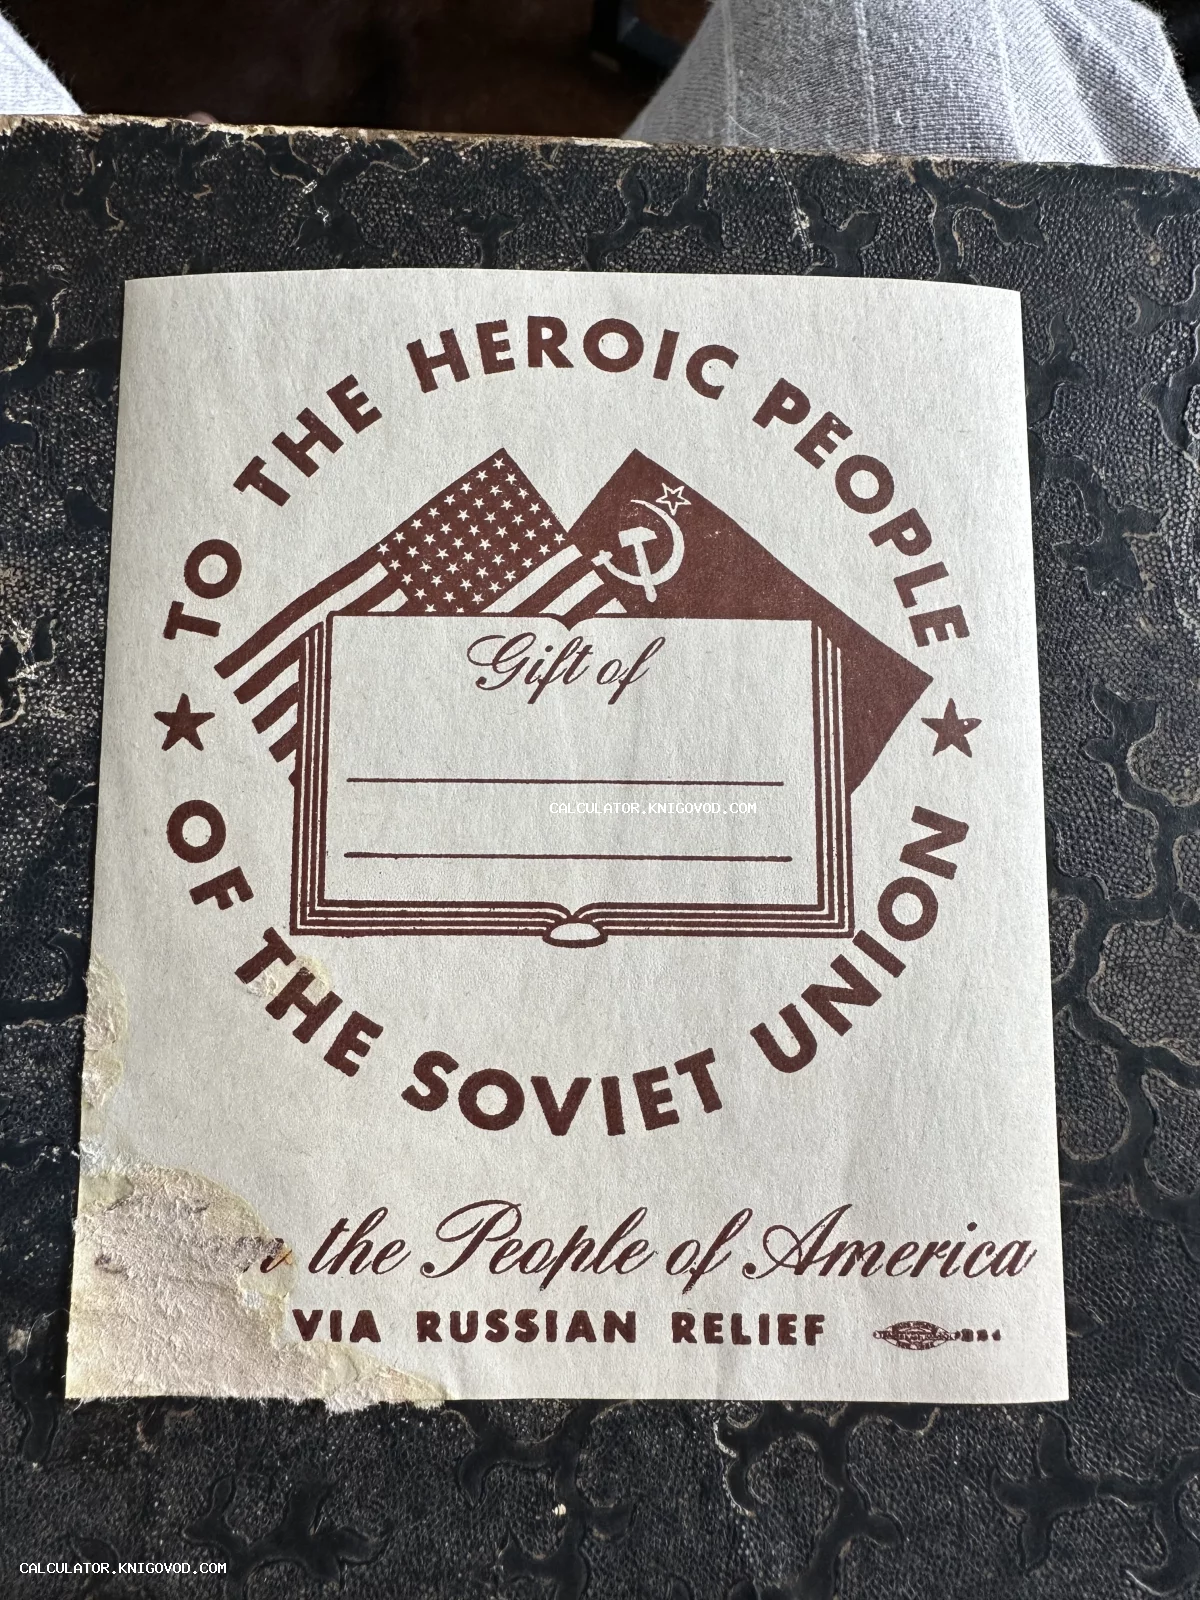 TO THE HEROIC PEOPLE
Gift of
CALCULATOR.KNIGOVOD.COM
OF THE SOVIET UNION
the People of America
VIA RUSSIAN RELIEF
CALCULATOR.KNIGOVOD.COM